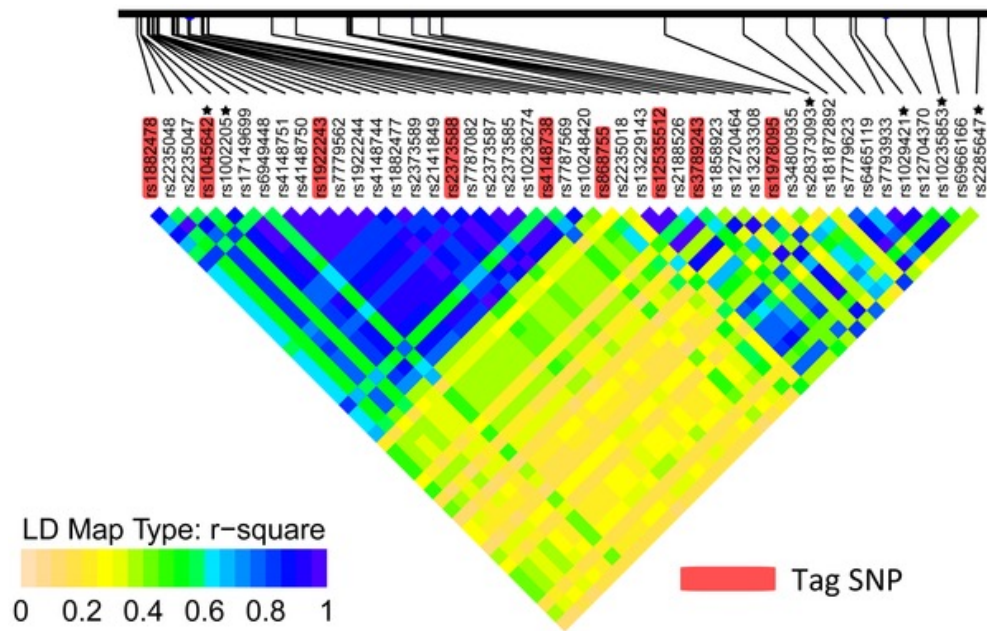 rs1882478
rs2235048
rs2235047
rs1045642★
rs1002205★
rs17149699
rs6949448
rs4148751
rs4148750
rs1922243
rs7779562
rs1922244
rs4148744
rs1882477
rs2373589
rs2141849
rs2373588
rs7787082
rs2373587
rs2373585
rs10236274
rs4148738
rs7787569
rs10248420
rs868755
rs2235018
rs13229143
rs12535512
rs2188526
rs3789243
rs1858923
rs12720464
rs13233308
rs1978095
rs34800935
rs28373093★
rs181872892
rs7779623
rs6465119
rs7793933
rs1029421★
rs12704370
rs10235853★
rs6966166
rs2285647★
LD Map Type: r−square
0 0.2 0.4 0.6 0.8 1
Tag SNP